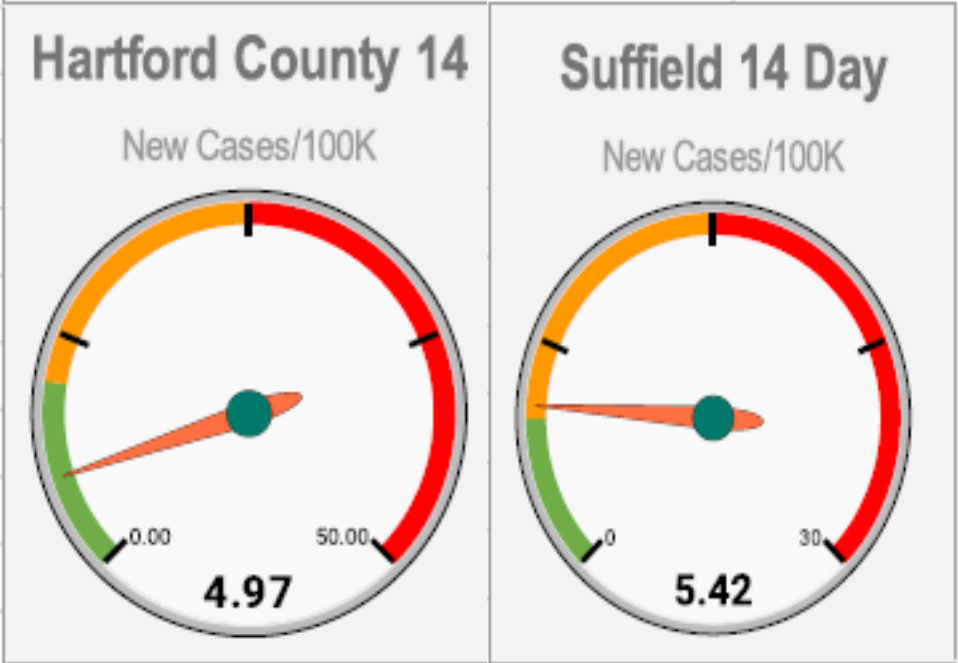 Hartford County 14
New Cases/100K
0.00
50.00
4.97
Suffield 14 Day
New Cases/100K
0
30
5.42